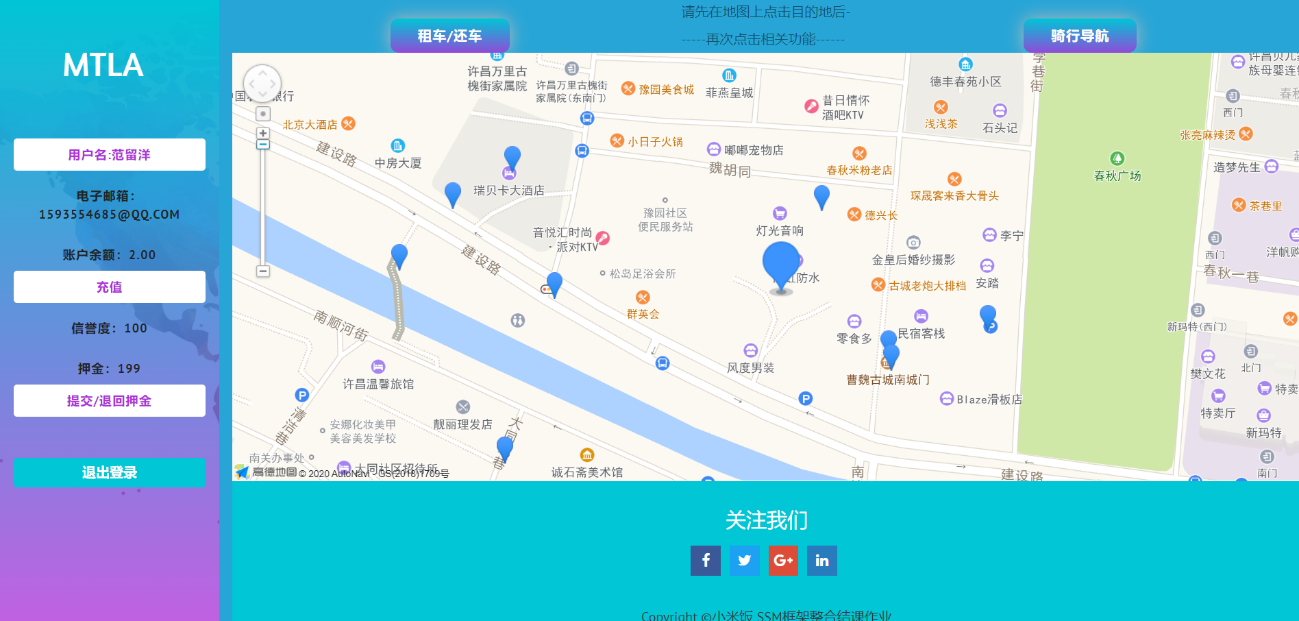 MTLA
用户名:范留洋
电子邮箱：
1593554685@QQ.COM
账户余额：2.00
充值
信誉度：100
押金：199
提交/退回押金
退出登录
请先在地图上点击目的地后-
-----再次点击相关功能------
租车/还车
骑行导航
许昌万里古
槐街家属院
许昌万里古槐街
家属院(东南门)
豫园美食城
菲燕皇城
昔日情怀
酒吧KTV
德丰春苑小区
学巷街
族母婴连锁
西门
北京大酒店
建设路
中房大厦
小日子火锅
嘟嘟宠物店
魏胡同
浅浅茶
石头记
春秋米粉老店
张亮麻辣烫
造梦先生
春秋广场
瑞贝卡大酒店
琛晟客来香大骨头
茶巷里
豫园社区
便民服务站
德兴长
灯光音响
音悦汇时尚
·派对KTV
建设路
李宁
金皇后婚纱摄影
西门
洋帆购
春秋一巷
松岛足浴会所
防水
古城老炮大排档
安踏
群英会
南顺河街
零食多
民宿客栈
新玛特(西门)
北门
风度男装
许昌温馨旅馆
曹魏古城南城门
樊文花
特卖
Blaze滑板店
特卖厅
新玛特
清洁巷
安娜化妆美甲
美容美发学校
靓丽理发店
大同巷
南关办事处
大同社区招待所
诚石斋美术馆
南
建设路
南门
高德地图 © 2020 AutoNavi - GS(2018)1709号
关注我们
f
G+
in
Copyright ©小米饭 SSM框架整合结课作业